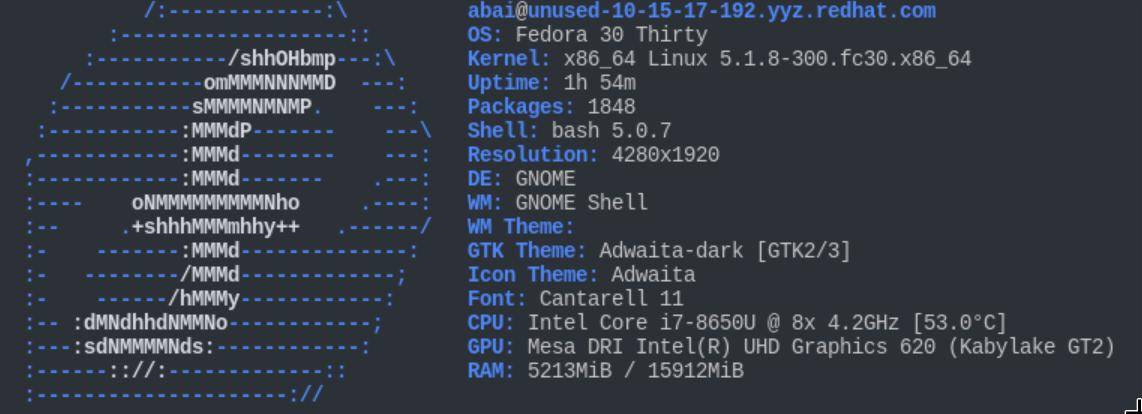 /:-------------:\ abai@unused-10-15-17-192.yyz.redhat.com
:-------------------:: OS: Fedora 30 Thirty
:-----------/shhOHbmp---:\ Kernel: x86_64 Linux 5.1.8-300.fc30.x86_64
/-----------omMMMNNNMMD ---: Uptime: 1h 54m
:-----------sMMMMNMNMP. ---: Packages: 1848
:-----------:MMMdP------- ---\ Shell: bash 5.0.7
,------------:MMMd-------- ---: Resolution: 4280x1920
:------------:MMMd------- .---: DE: GNOME
:---- oNMMMMMMMMMNho .----: WM: GNOME Shell
:-- .+shhhMMMmhhy++ .------/ WM Theme:
:- -------:MMMd--------------: GTK Theme: Adwaita-dark [GTK2/3]
:- --------/MMMd-------------; Icon Theme: Adwaita
:- ------/hMMMy------------: Font: Cantarell 11
:-- :dMNdhhdNMMNo------------; CPU: Intel Core i7-8650U @ 8x 4.2GHz [53.0°C]
:---:sdNMMMMNds:------------: GPU: Mesa DRI Intel(R) UHD Graphics 620 (Kabylake GT2)
:------:://:-------------:: RAM: 5213MiB / 15912MiB
:---------------------://